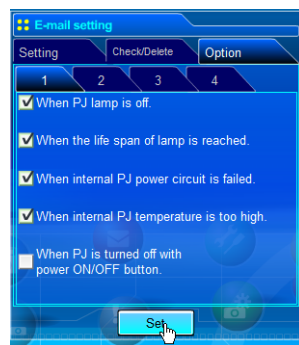 E-mail setting
Setting Check/Delete Option
1 2 3 4
When PJ lamp is off.
When the life span of lamp is reached.
When internal PJ power circuit is failed.
When internal PJ temperature is too high.
When PJ is turned off with
power ON/OFF button.
Set